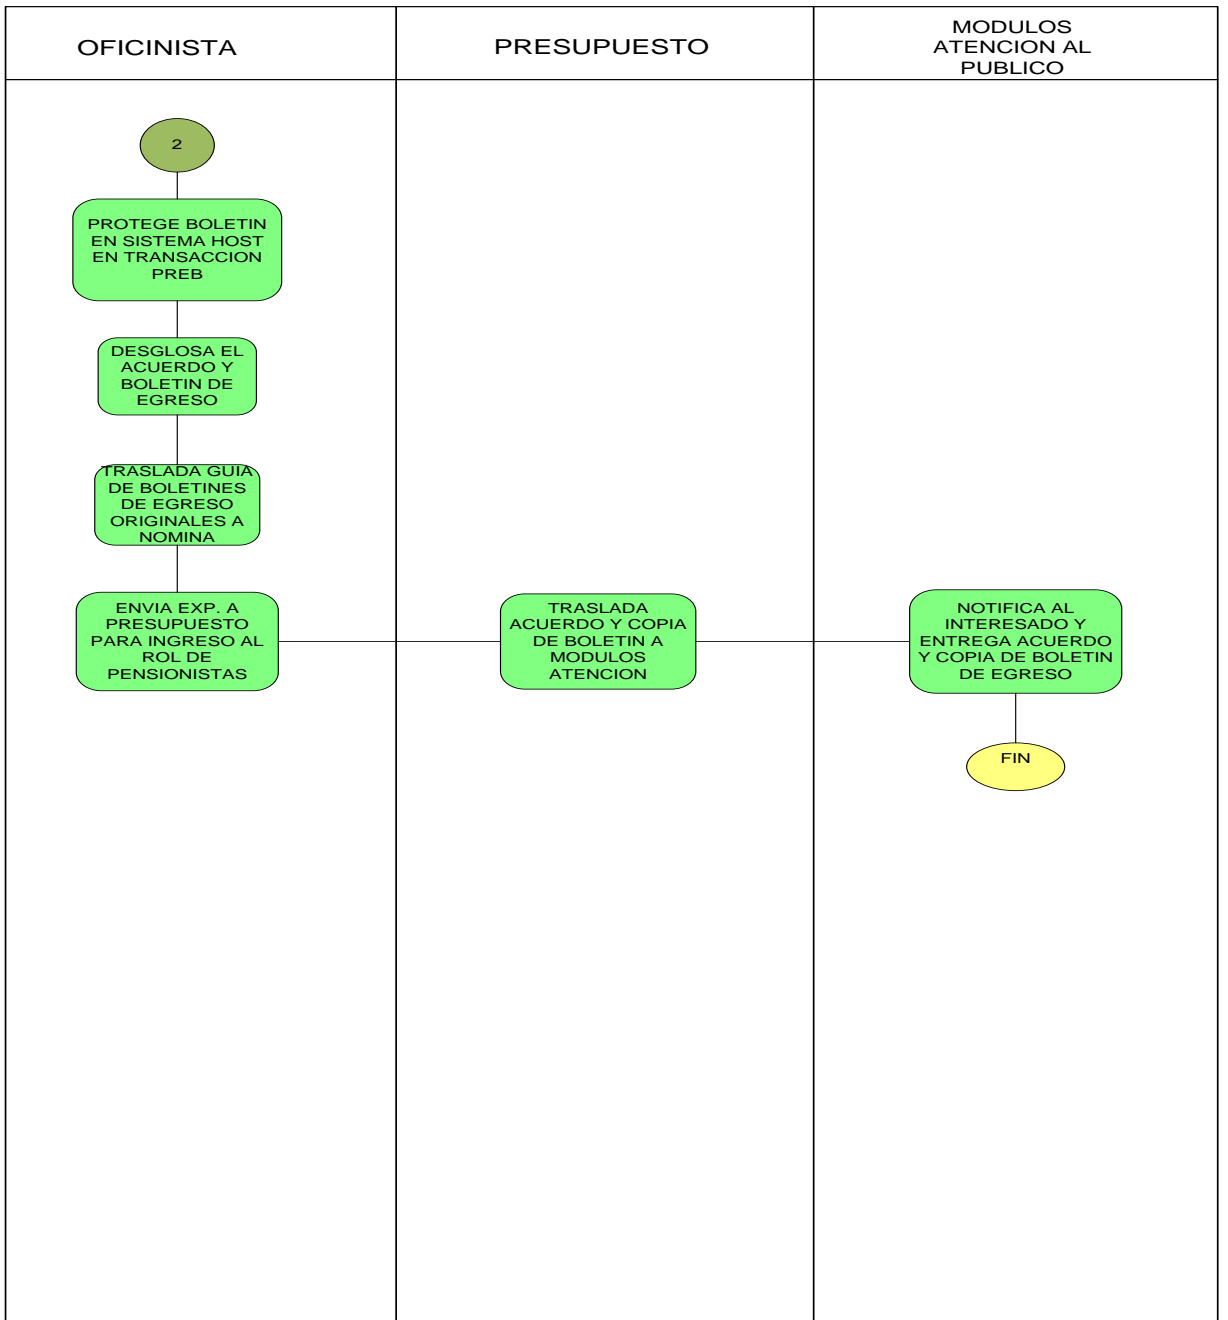 OFICINISTA
PRESUPUESTO
MODULOS
ATENCION AL
PUBLICO
2
PROTEGE BOLETIN
EN SISTEMA HOST
EN TRANSACCION
PREB
DESGLOSA EL
ACUERDO Y
BOLETIN DE
EGRESO
TRASLADA GUIA
DE BOLETINES
DE EGRESO
ORIGINALES A
NOMINA
ENVIA EXP. A
PRESUPUESTO
PARA INGRESO AL
ROL DE
PENSIONISTAS
TRASLADA
ACUERDO Y COPIA
DE BOLETIN A
MODULOS
ATENCION
NOTIFICA AL
INTERESADO Y
ENTREGA ACUERDO
Y COPIA DE BOLETIN
DE EGRESO
FIN